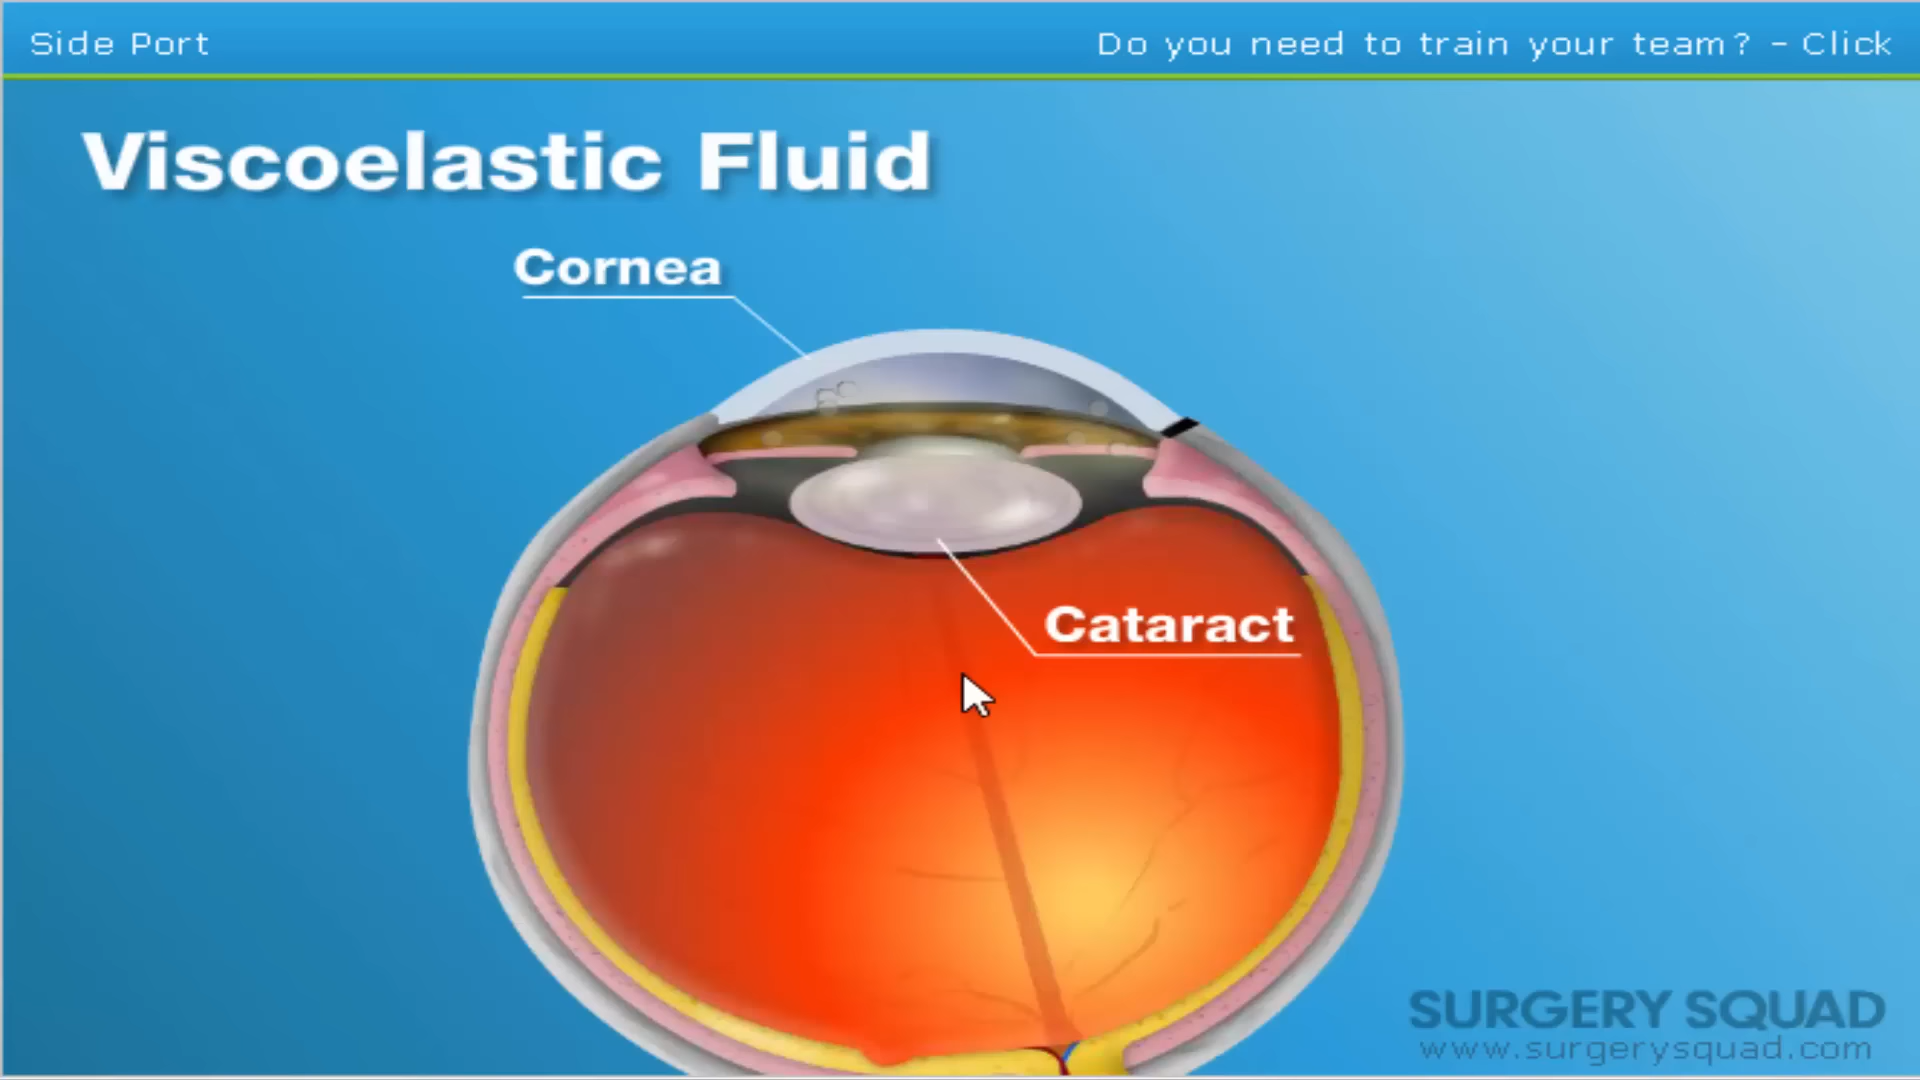 Side Port
Do you need to train your team? - Click
Viscoelastic Fluid
Cornea
Cataract
SURGERY SQUAD
www.surgerysquad.com